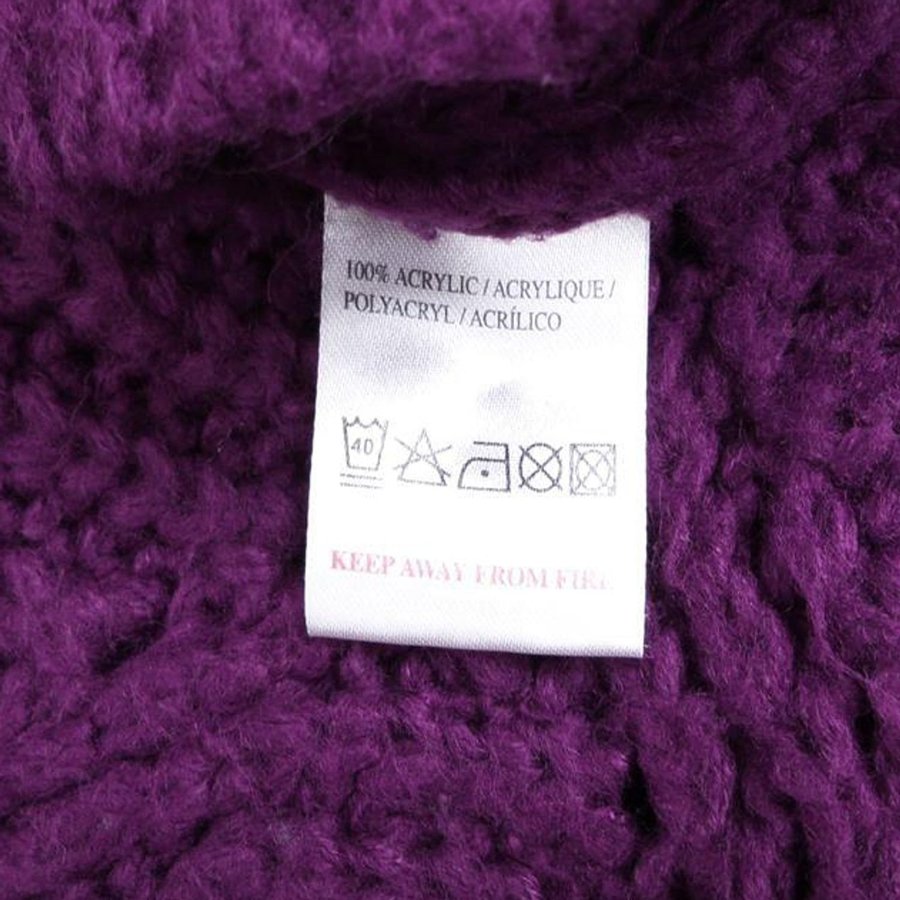 100% ACRYLIC / ACRYLIQUE /
POLYACRYL / ACRÍLICO
40
KEEP AWAY FROM FIRE